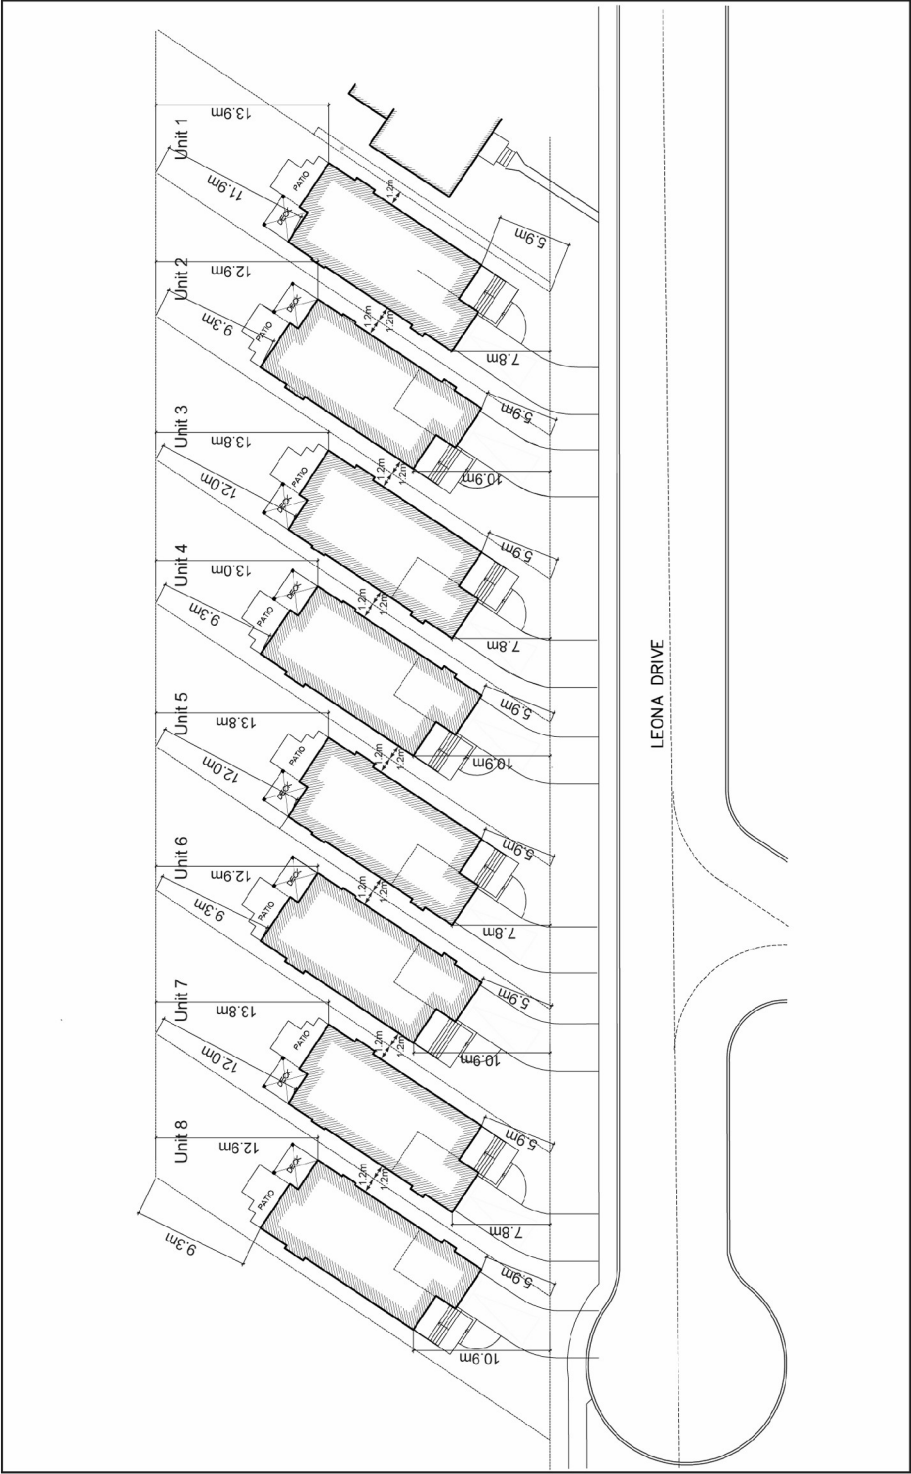 13.9m
Unit 1
11.9m
PATIO
DECK
1.2m
5.9m
7.8m
12.9m
Unit 2
9.3m
DECK
PATIO
1.2m
1.2m
5.9m
10.9m
Unit 3
13.8m
12.0m
PATIO
DECK
1.2m
1.2m
5.9m
7.8m
Unit 4
13.0m
9.3m
DECK
PATIO
1.2m
1.2m
5.9m
10.9m
Unit 5
13.8m
12.0m
PATIO
DECK
1.2m
1.2m
5.9m
7.8m
Unit 6
12.9m
9.3m
DECK
PATIO
1.2m
1.2m
5.9m
10.9m
Unit 7
13.8m
12.0m
PATIO
DECK
1.2m
1.2m
5.9m
7.8m
Unit 8
12.9m
9.3m
DECK
PATIO
1.2m
1.2m
5.9m
10.9m
LEONA DRIVE